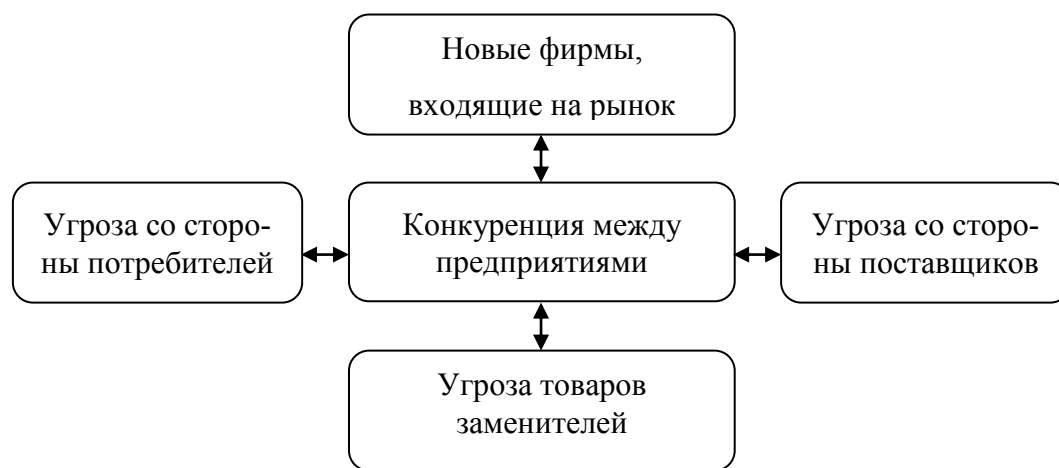 Новые фирмы,
входящие на рынок
Угроза со сторо-
ны потребителей
Конкуренция между
предприятиями
Угроза со сторо-
ны поставщиков
Угроза товаров
заменителей